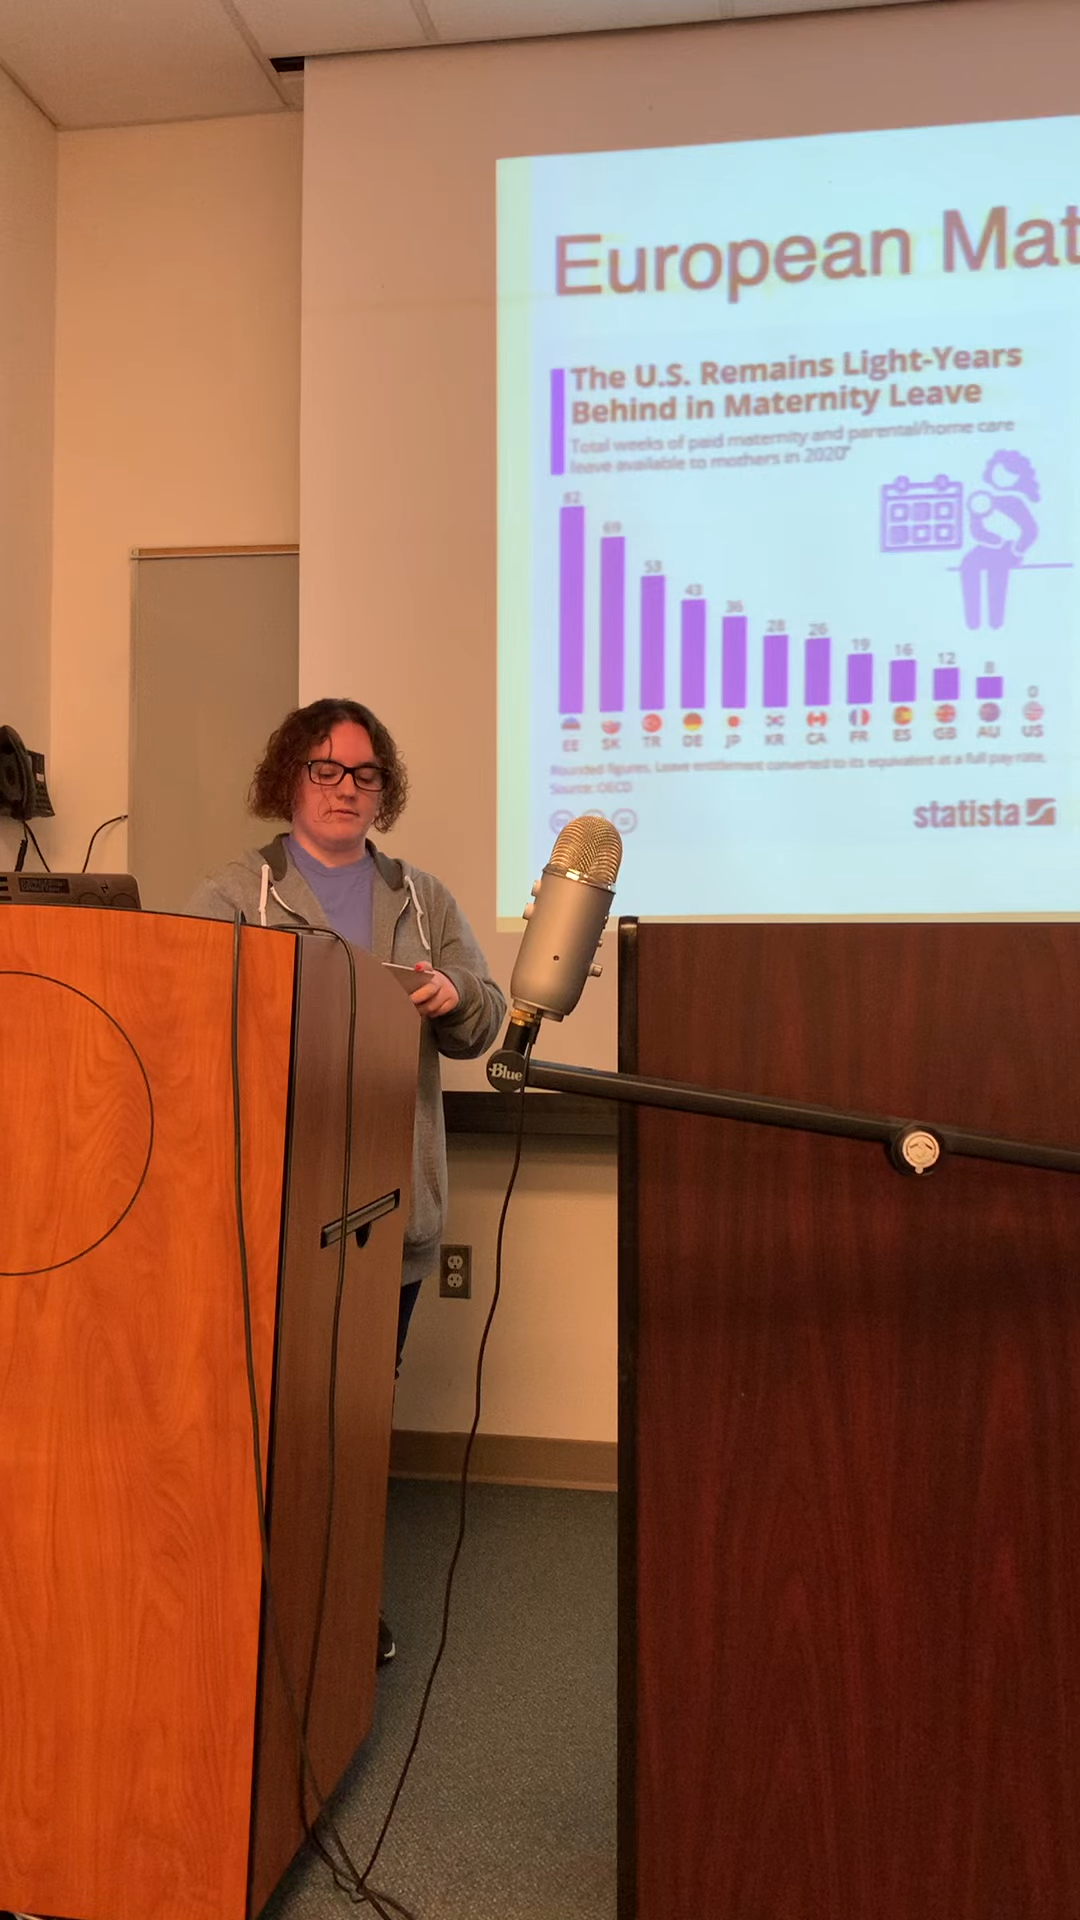 European Mat
The U.S. Remains Light-Years
Behind in Maternity Leave
Total weeks of paid maternity and parental/home care
leave available to mothers in 2020*
82 69 53 43 36 28 26 19 16 12 8 0
EE SK TR DE JP KR CA FR ES GB AU US
Rounded figures. Leave entitlement converted to its equivalent at a full pay rate.
Source: OECD
statista
Blue